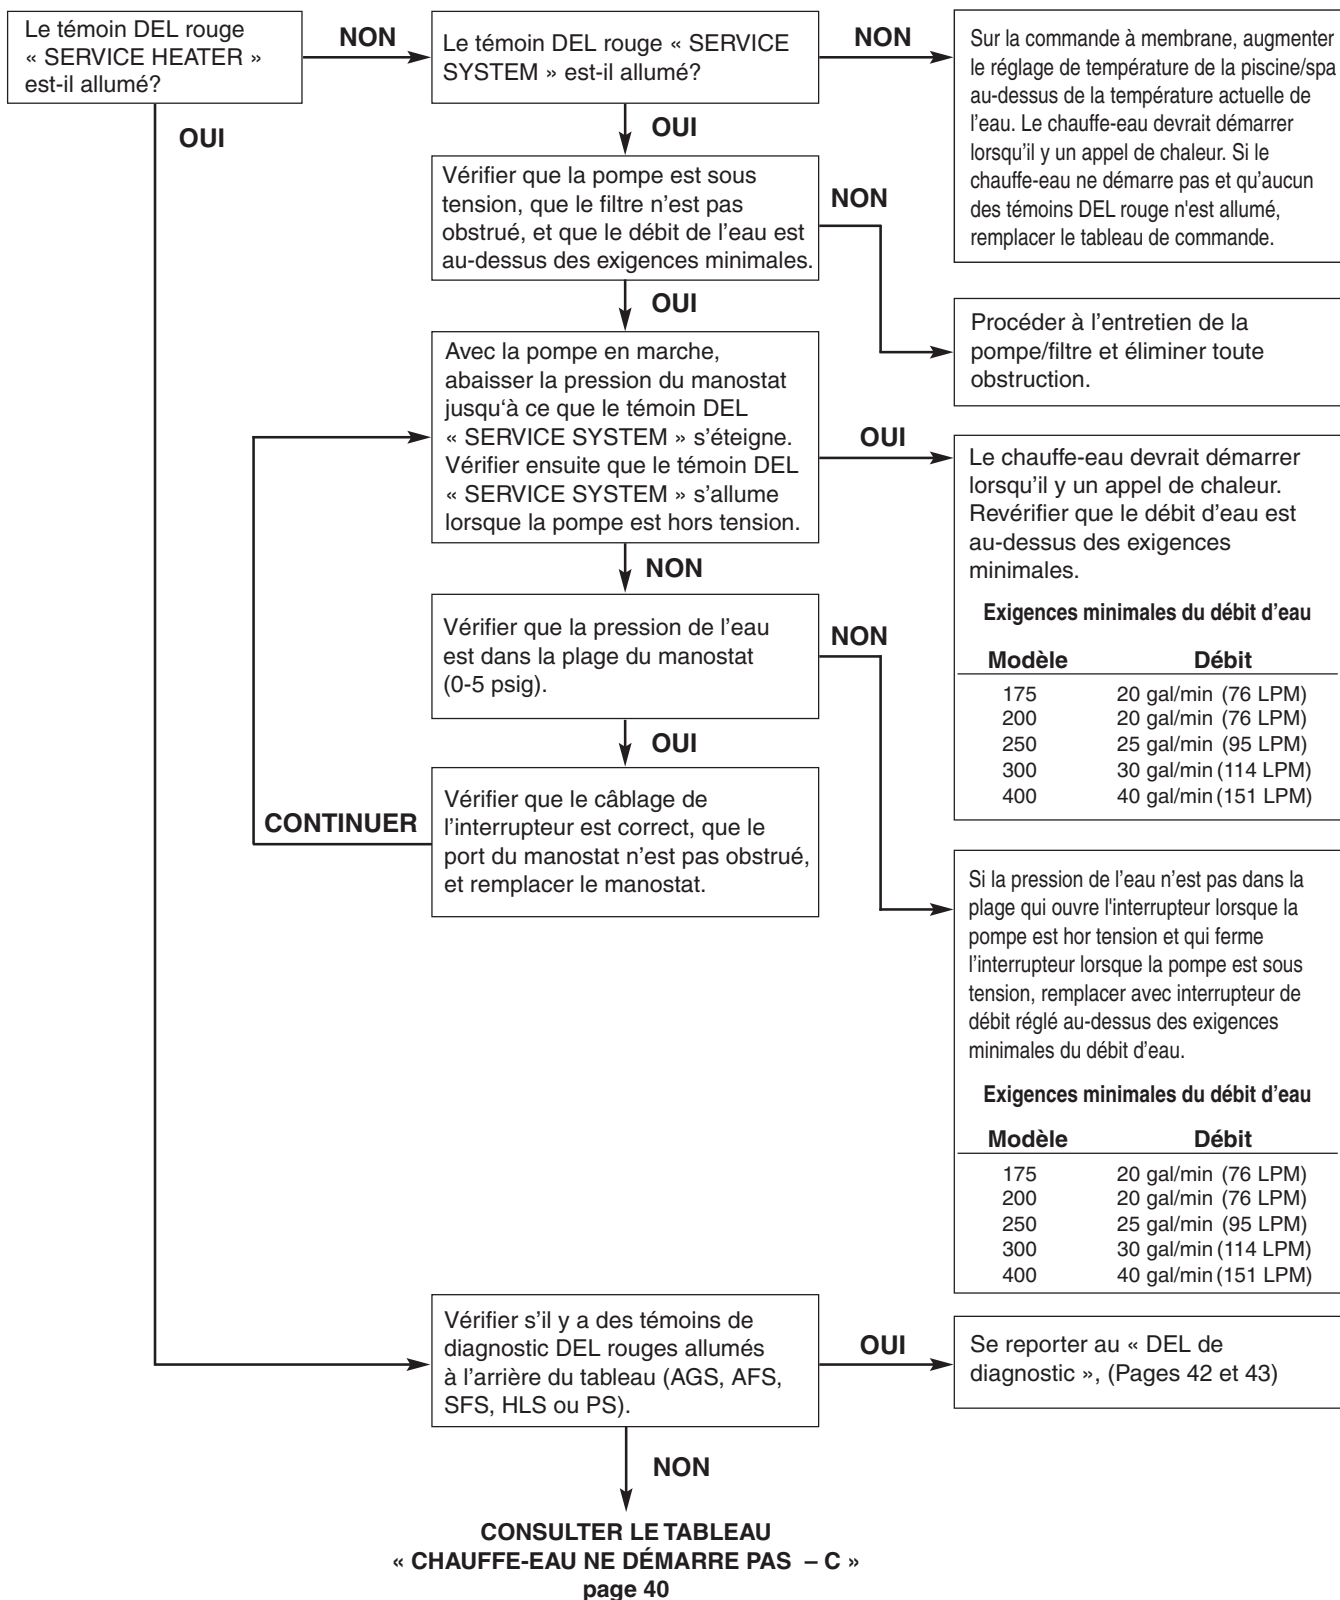 Le témoin DEL rouge
« SERVICE HEATER »
est-il allumé?
NON
Le témoin DEL rouge « SERVICE
SYSTEM » est-il allumé?
NON
Sur la commande à membrane, augmenter
le réglage de température de la piscine/spa
au-dessus de la température actuelle de
l'eau. Le chauffe-eau devrait démarrer
lorsqu'il y un appel de chaleur. Si le
chauffe-eau ne démarre pas et qu'aucun
des témoins DEL rouge n'est allumé,
remplacer le tableau de commande.
OUI
OUI
Vérifier que la pompe est sous
tension, que le filtre n'est pas
obstrué, et que le débit de l'eau est
au-dessus des exigences minimales.
NON
Procéder à l'entretien de la
pompe/filtre et éliminer toute
obstruction.
OUI
Avec la pompe en marche,
abaisser la pression du manostat
jusqu'à ce que le témoin DEL
« SERVICE SYSTEM » s'éteigne.
Vérifier ensuite que le témoin DEL
« SERVICE SYSTEM » s'allume
lorsque la pompe est hors tension.
OUI
Le chauffe-eau devrait démarrer
lorsqu'il y un appel de chaleur.
Revérifier que le débit d'eau est
au-dessus des exigences
minimales.
Exigences minimales du débit d'eau
Modèle Débit
175 20 gal/min (76 LPM)
200 20 gal/min (76 LPM)
250 25 gal/min (95 LPM)
300 30 gal/min (114 LPM)
400 40 gal/min (151 LPM)
NON
Vérifier que la pression de l'eau
est dans la plage du manostat
(0-5 psig).
NON
OUI
Vérifier que le câblage de
l'interrupteur est correct, que le
port du manostat n'est pas obstrué,
et remplacer le manostat.
CONTINUER
Si la pression de l'eau n'est pas dans la
plage qui ouvre l'interrupteur lorsque la
pompe est hor tension et qui ferme
l'interrupteur lorsque la pompe est sous
tension, remplacer avec interrupteur de
débit réglé au-dessus des exigences
minimales du débit d'eau.
Exigences minimales du débit d'eau
Modèle Débit
175 20 gal/min (76 LPM)
200 20 gal/min (76 LPM)
250 25 gal/min (95 LPM)
300 30 gal/min (114 LPM)
400 40 gal/min (151 LPM)
Vérifier s'il y a des témoins de
diagnostic DEL rouges allumés
à l'arrière du tableau (AGS, AFS,
SFS, HLS ou PS).
OUI
Se reporter au « DEL de
diagnostic », (Pages 42 et 43)
NON
CONSULTER LE TABLEAU
« CHAUFFE-EAU NE DÉMARRE PAS – C »
page 40